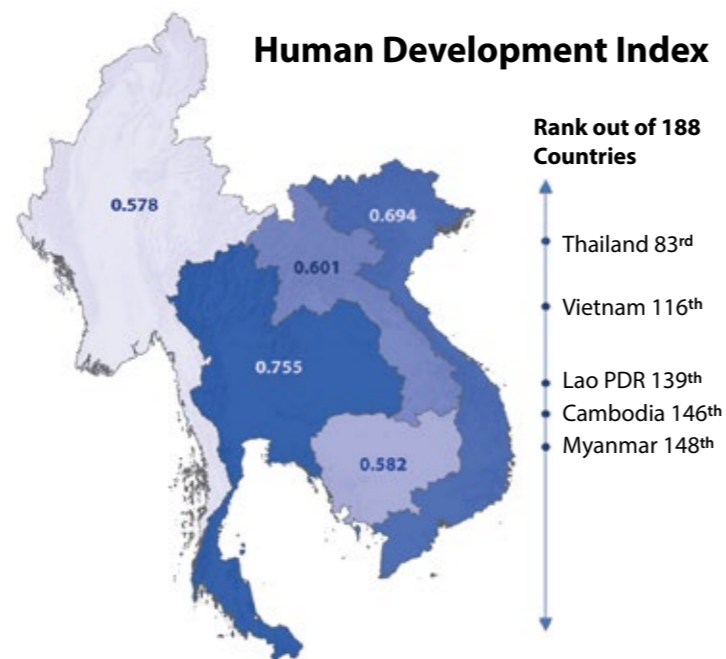 Human Development Index
Rank out of 188
Countries
0.578
0.694
0.601
0.755
0.582
Thailand 83rd
Vietnam 116th
Lao PDR 139th
Cambodia 146th
Myanmar 148th